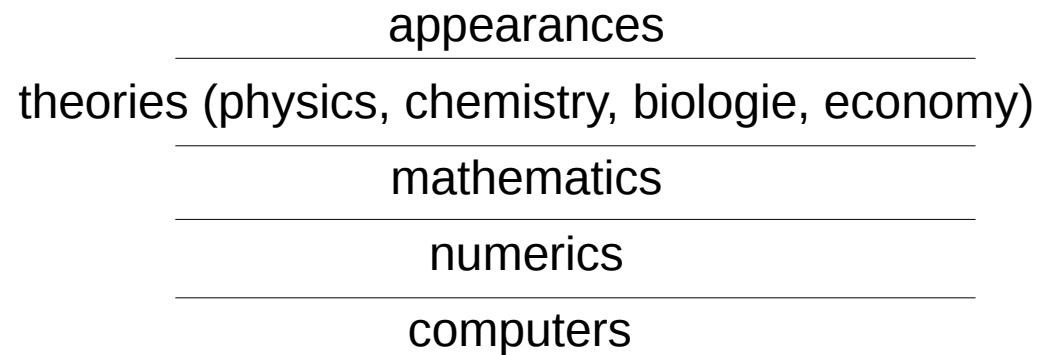 appearances
theories (physics, chemistry, biologie, economy)
mathematics
numerics
computers